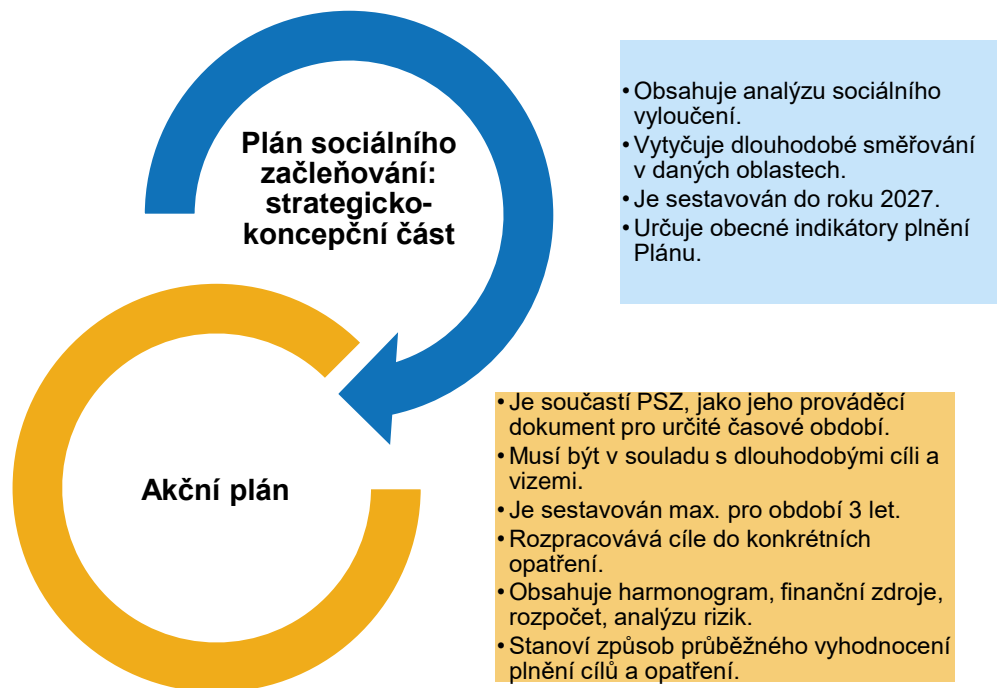 Plán sociálního
začleňování:
strategicko-
koncepční část
• Obsahuje analýzu sociálního
vyloučení.
• Vytyčuje dlouhodobé směřování
v daných oblastech.
• Je sestavován do roku 2027.
• Určuje obecné indikátory plnění
Plánu.
Akční plán
• Je součástí PSZ, jako jeho prováděcí
dokument pro určité časové období.
• Musí být v souladu s dlouhodobými cíli a
vizemi.
• Je sestavován max. pro období 3 let.
• Rozpracovává cíle do konkrétních
opatření.
• Obsahuje harmonogram, finanční zdroje,
rozpočet, analýzu rizik.
• Stanoví způsob průběžného vyhodnocení
plnění cílů a opatření.